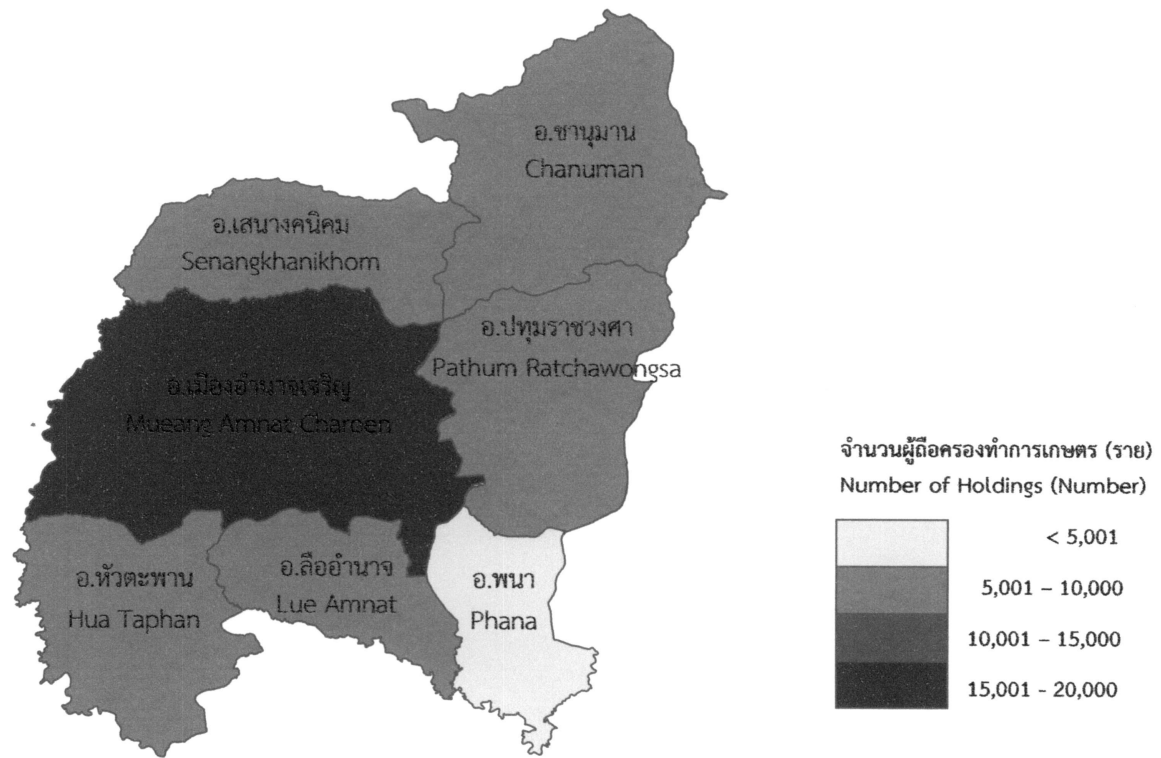 อ.ชานุมาน
Chanuman
อ.เสนางคนิคม
Senangkhanikhom
อ.ปทุมราชวงศา
Pathum Ratchawongsa
อ.เมืองอำนาจเจริญ
Mueang Amnat Charoen
อ.หัวตะพาน
Hua Taphan
อ.ลืออำนาจ
Lue Amnat
อ.พนา
Phana
จำนวนผู้ถือครองทำการเกษตร (ราย)
Number of Holdings (Number)
< 5,001
5,001 – 10,000
10,001 – 15,000
15,001 - 20,000